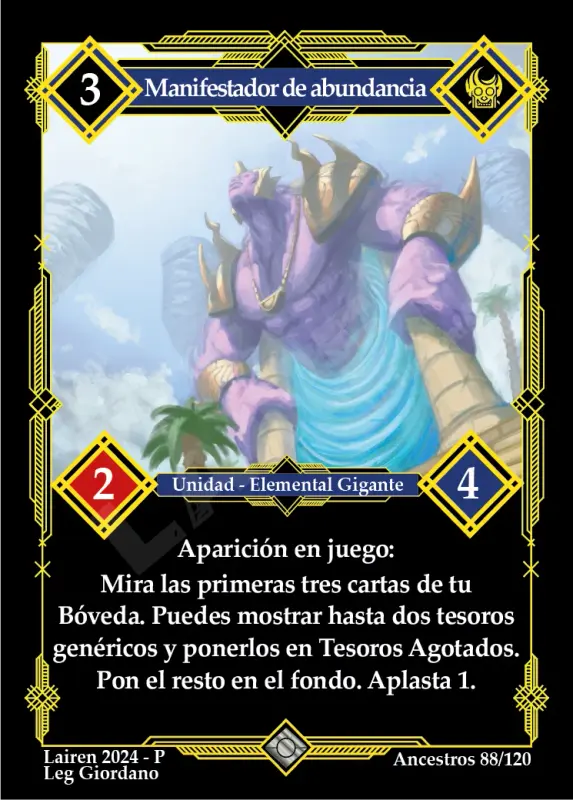 3
Manifestador de abundancia
2
Unidad - Elemental Gigante
4
Aparición en juego:
Mira las primeras tres cartas de tu
Bóveda. Puedes mostrar hasta dos tesoros
genéricos y ponerlos en Tesoros Agotados.
Pon el resto en el fondo. Aplasta 1.
Lairen 2024 - P
Leg Giordano
Ancestros 88/120